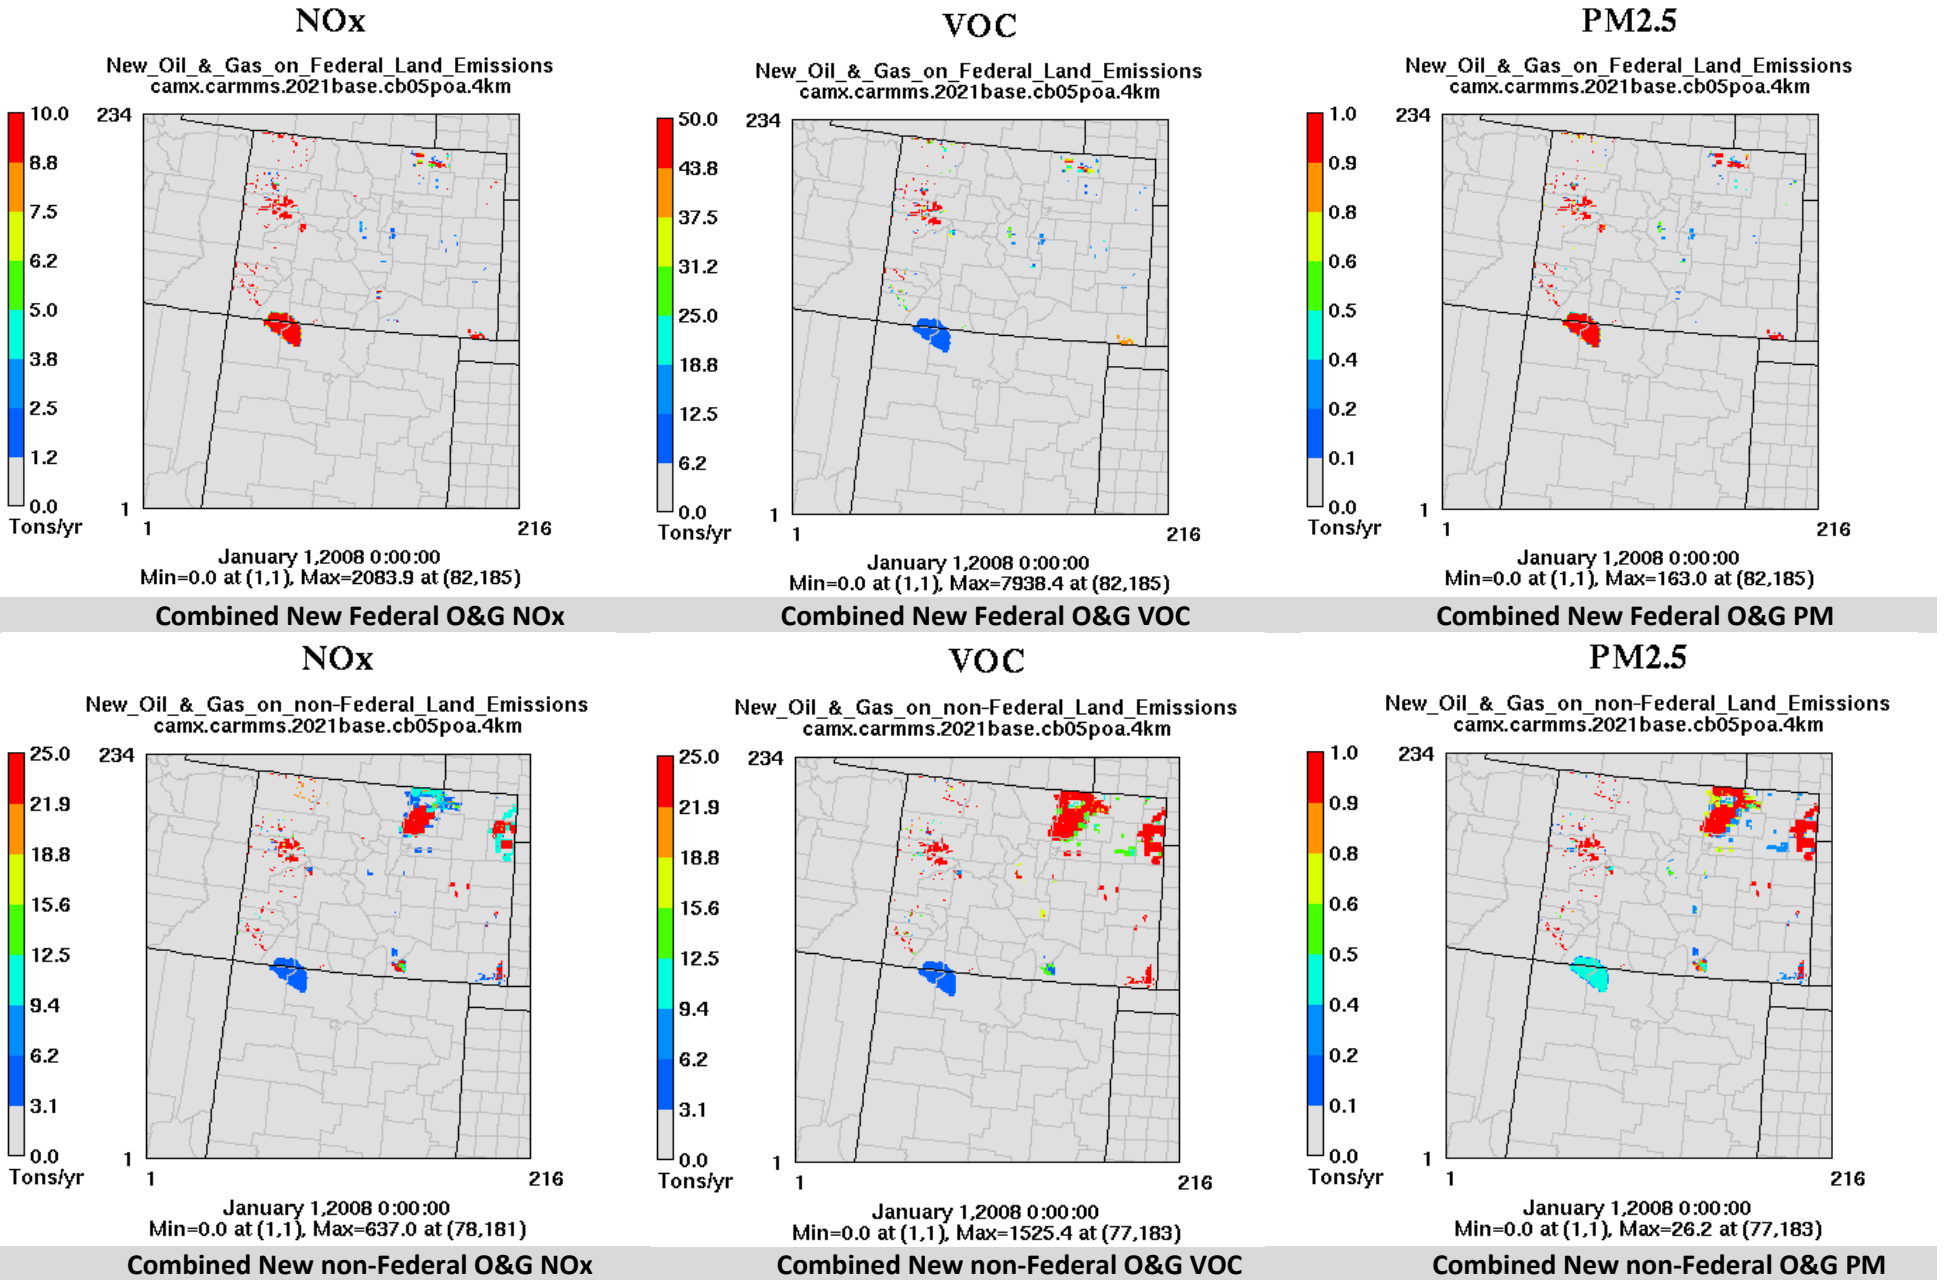 NOx
New_Oil_&_Gas_on_Federal_Land_Emissions
camx.carmms.2021base.cb05poa.4km
10.0
8.8
7.5
6.2
5.0
3.8
2.5
1.2
0.0
Tons/yr
234
1
1
216
January 1,2008 0:00:00
Min=0.0 at (1,1), Max=2083.9 at (82,185)
Combined New Federal O&G NOx
VOC
New_Oil_&_Gas_on_Federal_Land_Emissions
camx.carmms.2021base.cb05poa.4km
50.0
43.8
37.5
31.2
25.0
18.8
12.5
6.2
0.0
Tons/yr
234
1
1
216
January 1,2008 0:00:00
Min=0.0 at (1,1), Max=7938.4 at (82,185)
Combined New Federal O&G VOC
PM2.5
New_Oil_&_Gas_on_Federal_Land_Emissions
camx.carmms.2021base.cb05poa.4km
1.0
0.9
0.8
0.6
0.5
0.4
0.2
0.1
0.0
Tons/yr
234
1
1
216
January 1,2008 0:00:00
Min=0.0 at (1,1), Max=163.0 at (82,185)
Combined New Federal O&G PM
NOx
New_Oil_&_Gas_on_non-Federal_Land_Emissions
camx.carmms.2021base.cb05poa.4km
25.0
21.9
18.8
15.6
12.5
9.4
6.2
3.1
0.0
Tons/yr
234
1
1
216
January 1,2008 0:00:00
Min=0.0 at (1,1), Max=637.0 at (78,181)
Combined New non-Federal O&G NOx
VOC
New_Oil_&_Gas_on_non-Federal_Land_Emissions
camx.carmms.2021base.cb05poa.4km
25.0
21.9
18.8
15.6
12.5
9.4
6.2
3.1
0.0
Tons/yr
234
1
1
216
January 1,2008 0:00:00
Min=0.0 at (1,1), Max=1525.4 at (77,183)
Combined New non-Federal O&G VOC
PM2.5
New_Oil_&_Gas_on_non-Federal_Land_Emissions
camx.carmms.2021base.cb05poa.4km
1.0
0.9
0.8
0.6
0.5
0.4
0.2
0.1
0.0
Tons/yr
234
1
1
216
January 1,2008 0:00:00
Min=0.0 at (1,1), Max=26.2 at (77,183)
Combined New non-Federal O&G PM